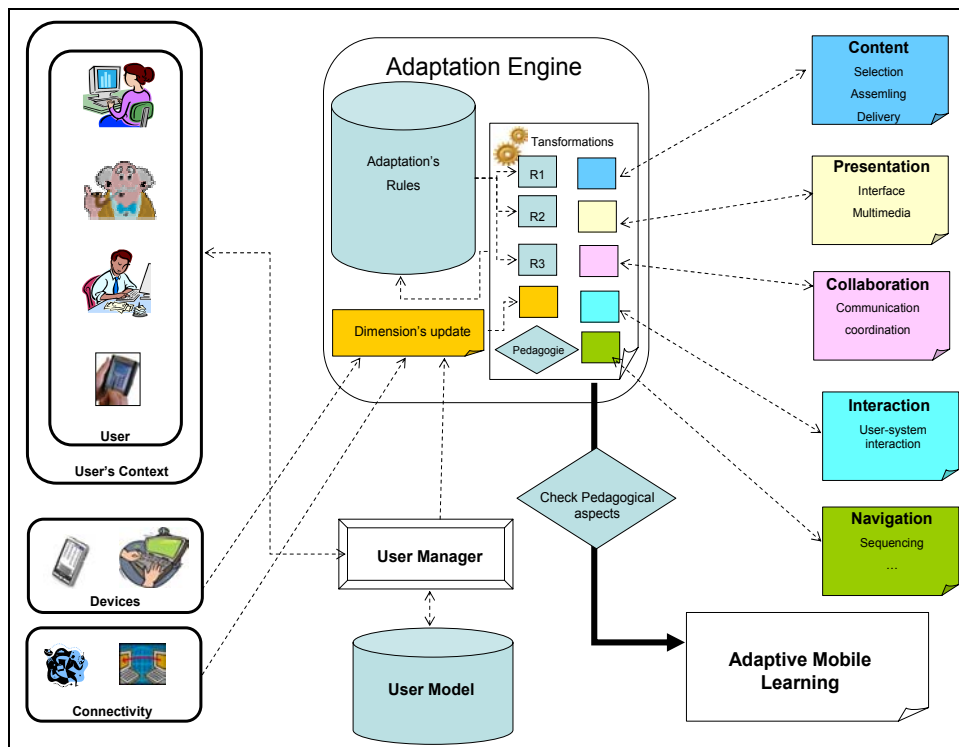 Adaptation Engine
Adaptation's
Rules
Tansformations
R1
R2
R3
Dimension's update
Pedagogie
User
User's Context
Devices
Connectivity
User Manager
User Model
Check Pedagogical
aspects
Adaptive Mobile
Learning
Content
Selection
Assemling
Delivery
Presentation
Interface
Multimedia
Collaboration
Communication
coordination
Interaction
User-system
interaction
Navigation
Sequencing
…